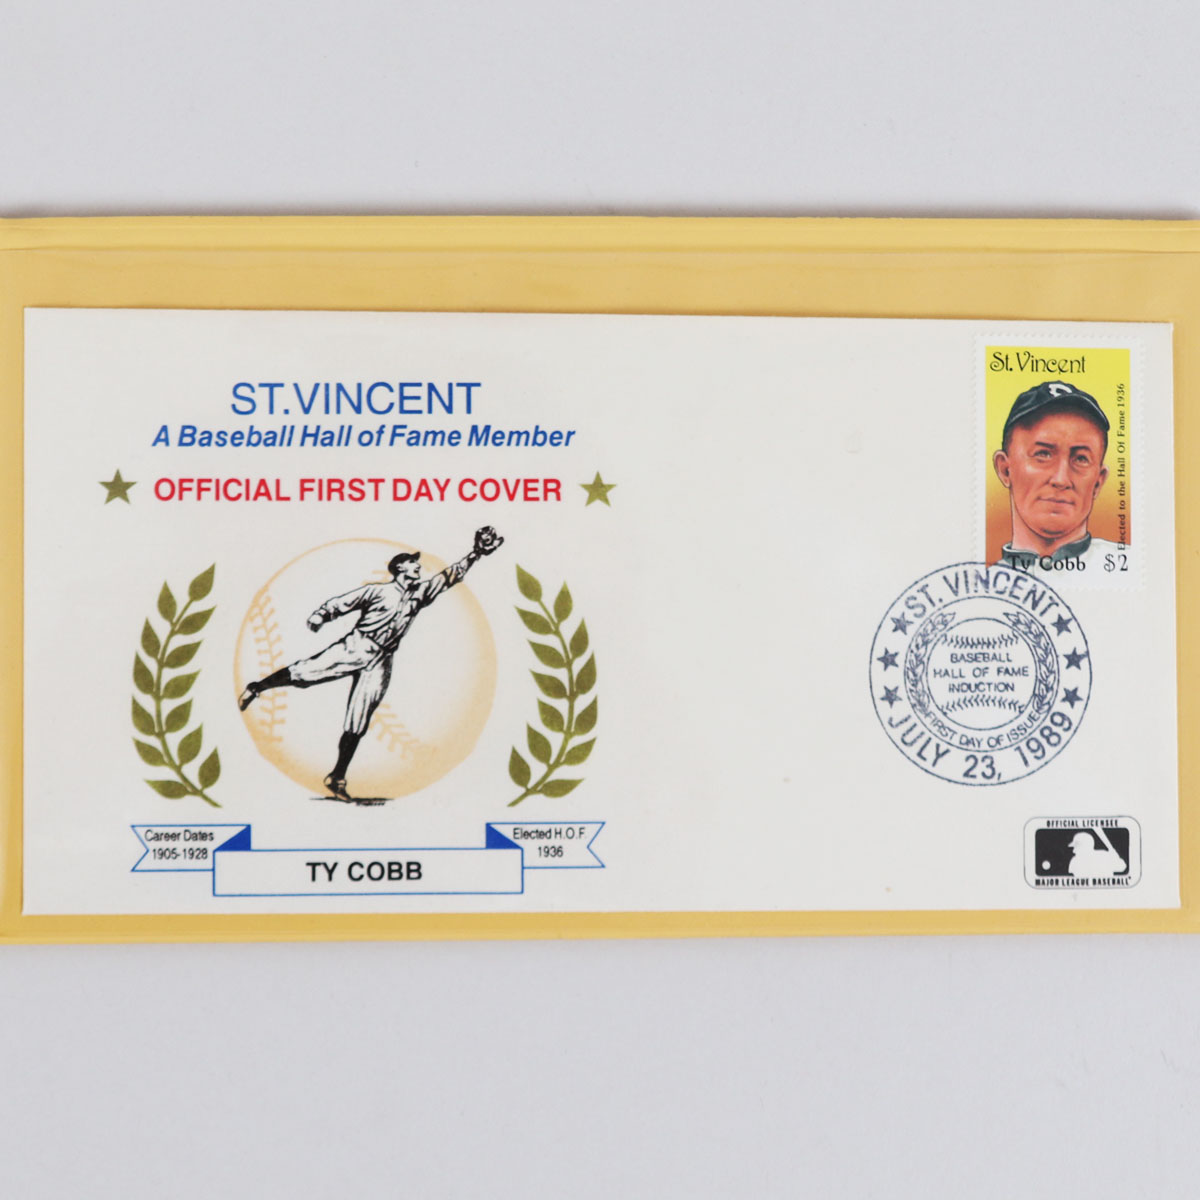 ST.VINCENT
A Baseball Hall of Fame Member
OFFICIAL FIRST DAY COVER
Career Dates
1905-1928
TY COBB
Elected H.O.F.
1936
St. Vincent
Elected to the Hall Of Fame 1936
Ty Cobb $2
ST. VINCENT
BASEBALL
HALL OF FAME
INDUCTION
FIRST DAY OF ISSUE
JULY 23, 1989
OFFICIAL LICENSEE
MAJOR LEAGUE BASEBALL